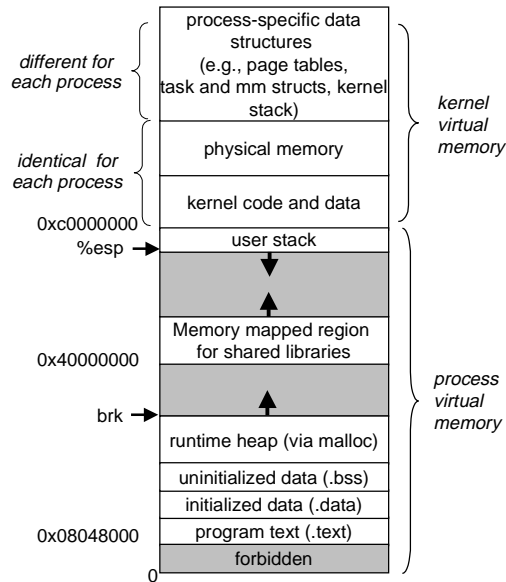 process-specific data
structures
(e.g., page tables,
task and mm structs, kernel
stack)
different for
each process
kernel
virtual
memory
physical memory
identical for
each process
kernel code and data
0xc0000000
user stack
%esp
Memory mapped region
for shared libraries
0x40000000
process
virtual
memory
brk
runtime heap (via malloc)
uninitialized data (.bss)
initialized data (.data)
program text (.text)
0x08048000
forbidden
0